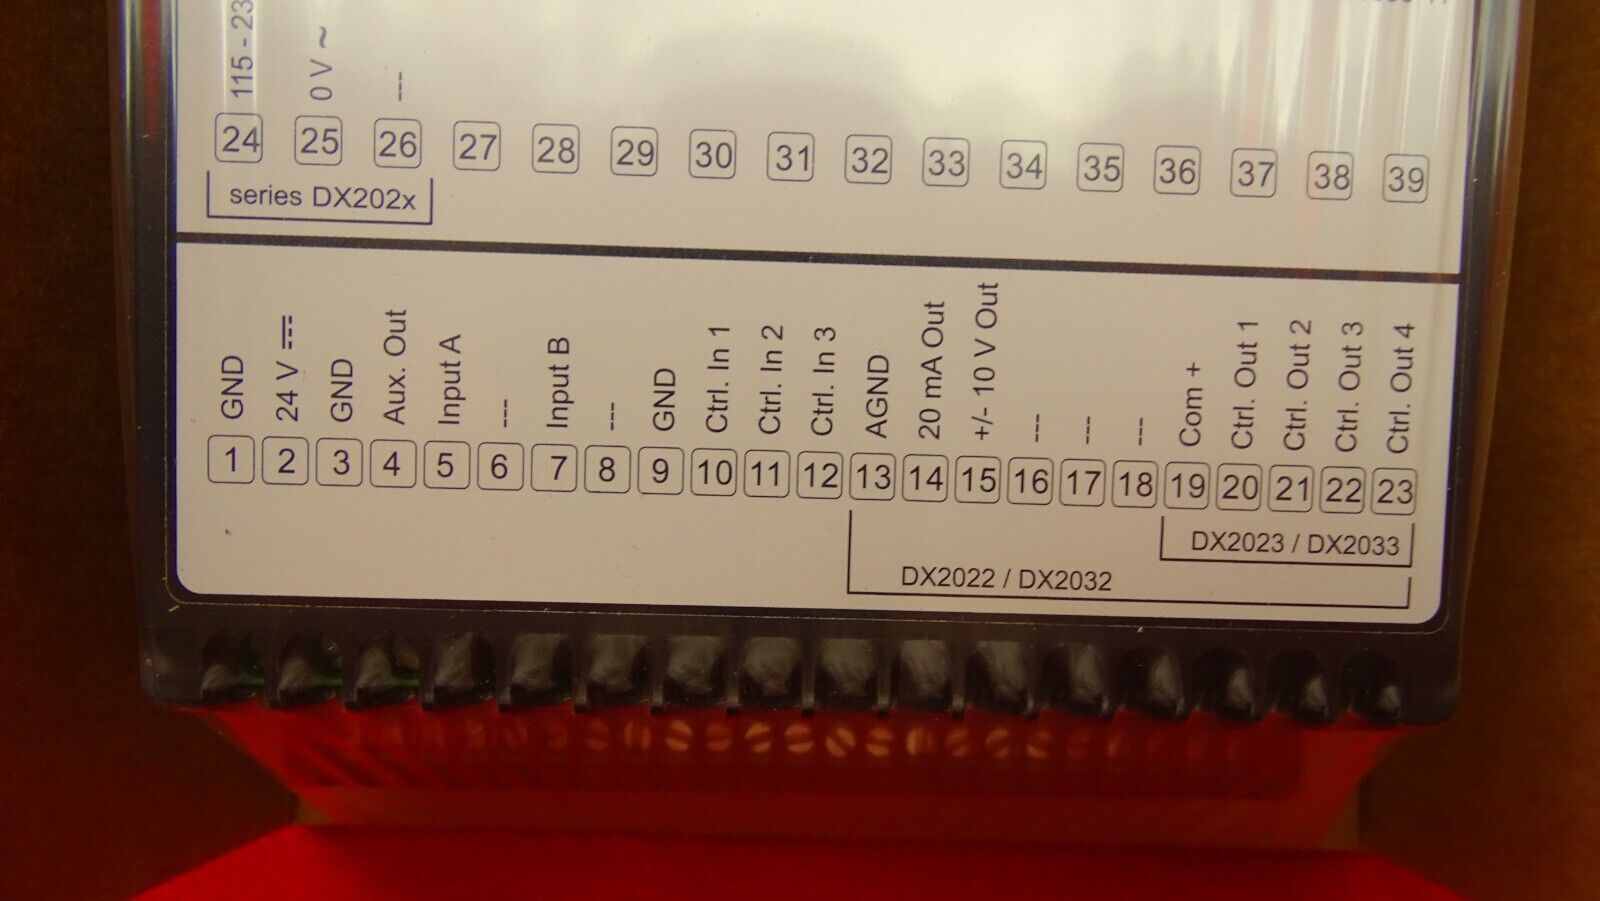 115 - 23
0 V ~
---
24 25 26 27 28 29 30 31 32 33 34 35 36 37 38 39
series DX202x
GND
24 V
GND
Aux. Out
Input A
---
Input B
---
GND
Ctrl. In 1
Ctrl. In 2
Ctrl. In 3
AGND
20 mA Out
+/- 10 V Out
---
---
---
Com +
Ctrl. Out 1
Ctrl. Out 2
Ctrl. Out 3
Ctrl. Out 4
1 2 3 4 5 6 7 8 9 10 11 12 13 14 15 16 17 18 19 20 21 22 23
DX2023 / DX2033
DX2022 / DX2032